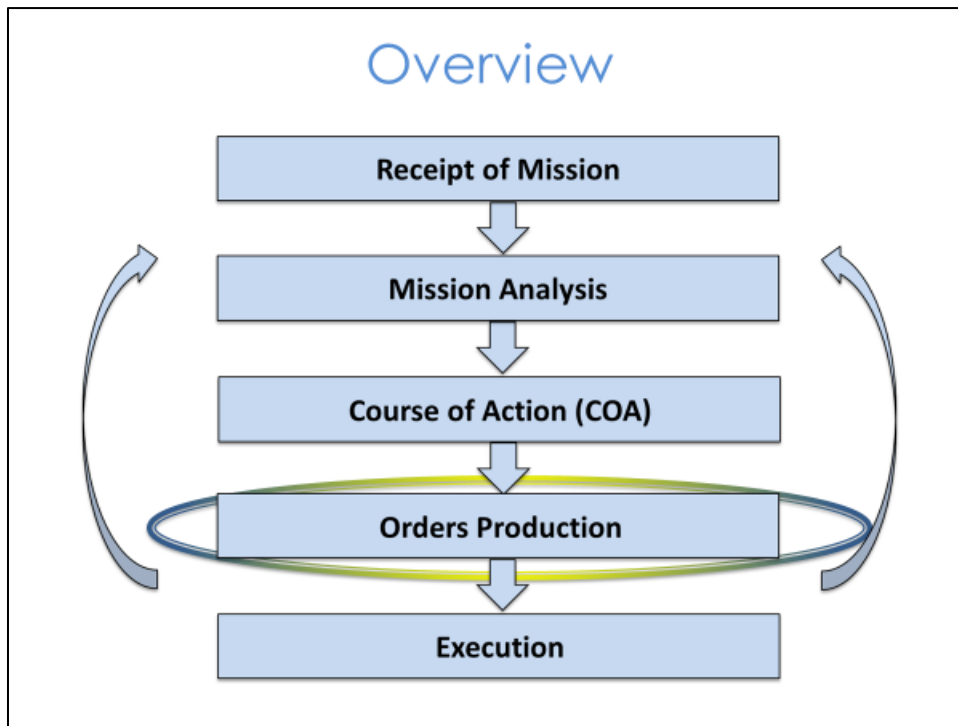 Overview
Receipt of Mission
Mission Analysis
Course of Action (COA)
Orders Production
Execution